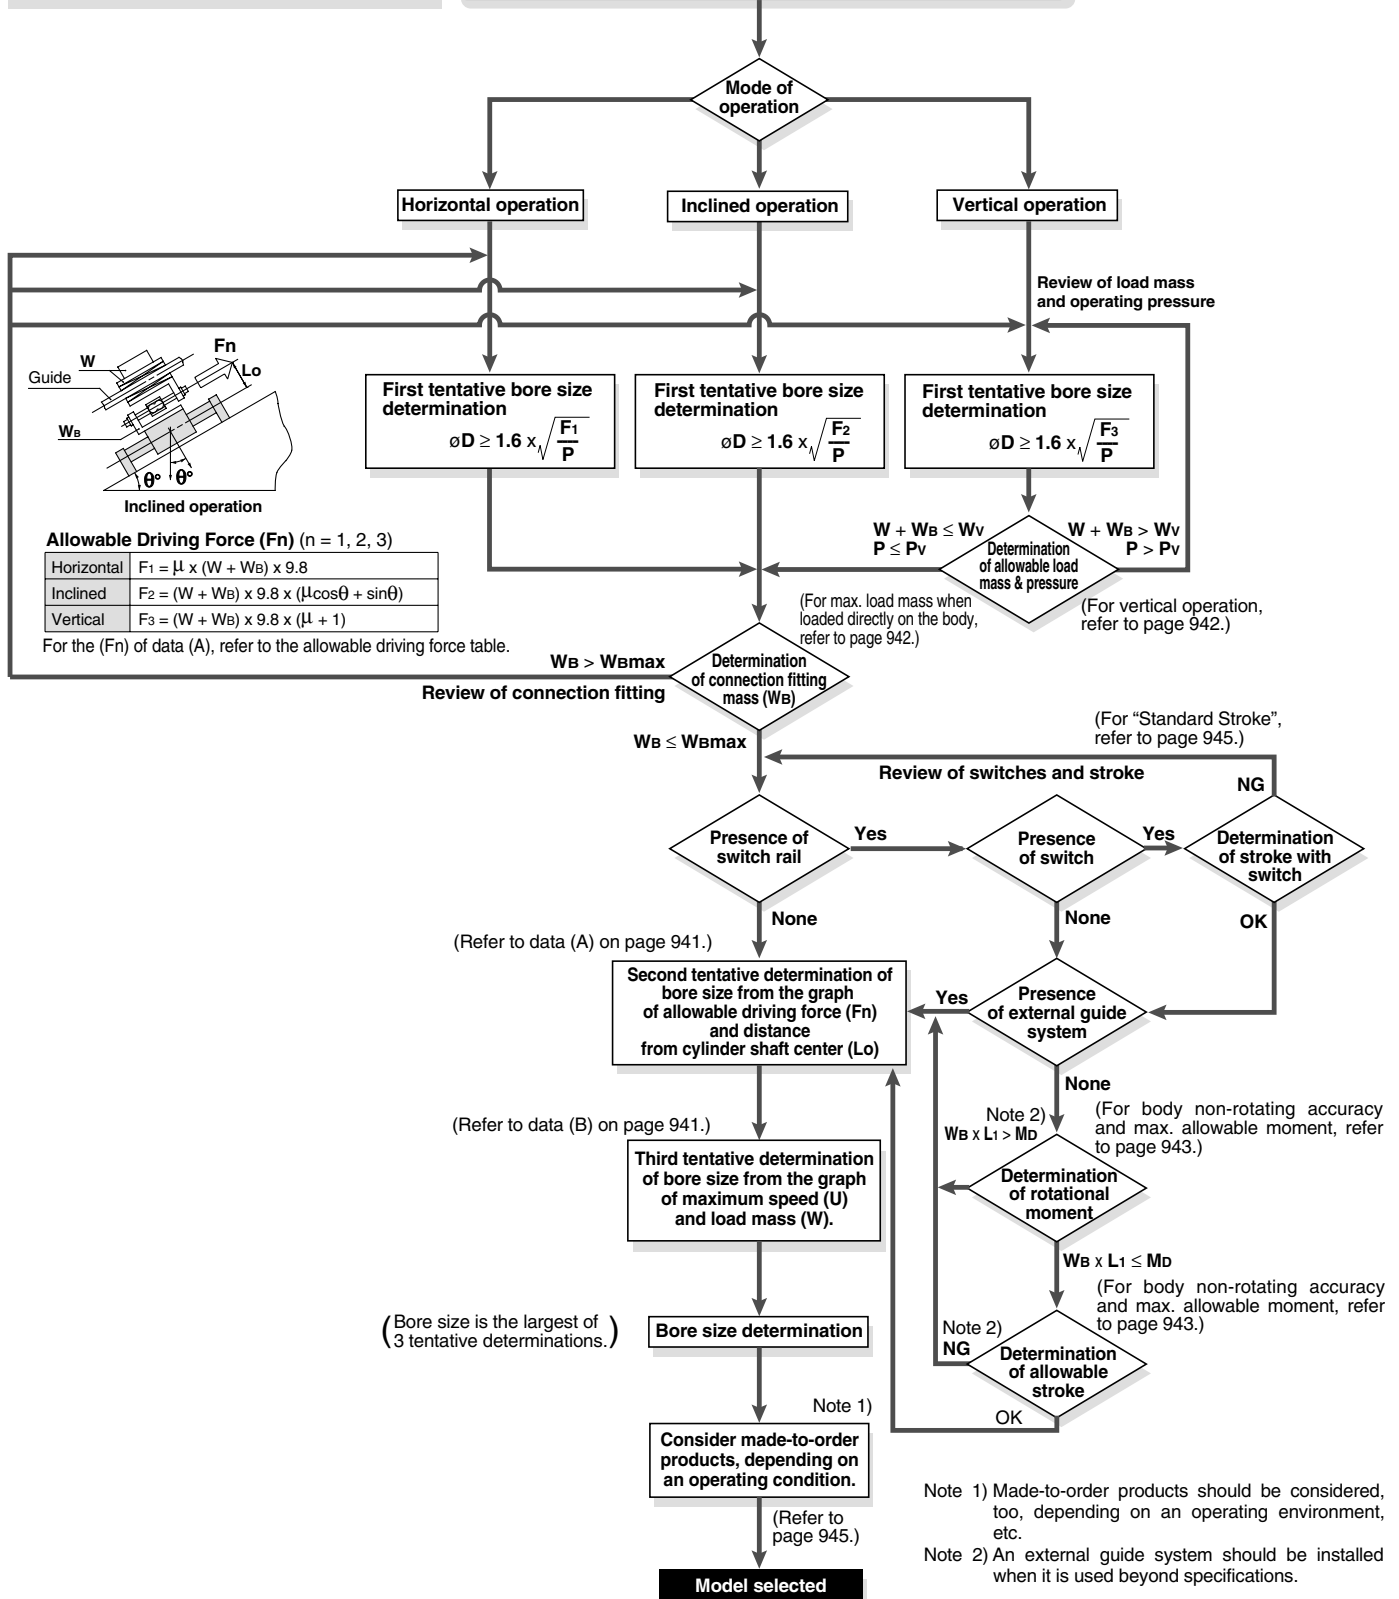 Mode of
operation
Horizontal operation
Inclined operation
Vertical operation
Review of load mass
and operating pressure
W
Fn
Lo
Guide
WB
θ° θ°
Inclined operation
First tentative bore size
determination
øD ≥ 1.6 x √ F1
P
First tentative bore size
determination
øD ≥ 1.6 x √ F2
P
First tentative bore size
determination
øD ≥ 1.6 x √ F3
P
Allowable Driving Force (Fn) (n = 1, 2, 3)
Horizontal F1 = μ x (W + WB) x 9.8
Inclined F2 = (W + WB) x 9.8 x (μcosθ + sinθ)
Vertical F3 = (W + WB) x 9.8 x (μ + 1)
For the (Fn) of data (A), refer to the allowable driving force table.
W + WB ≤ WV
P ≤ PV
Determination
of allowable load
mass & pressure
W + WB > WV
P > PV
(For vertical operation,
refer to page 942.)
(For max. load mass when
loaded directly on the body,
refer to page 942.)
WB > WBmax
Review of connection fitting
Determination
of connection fitting
mass (WB)
WB ≤ WBmax
(For “Standard Stroke”,
refer to page 945.)
Review of switches and stroke
NG
Presence of
switch rail
Yes
Presence
of switch
Yes
Determination
of stroke with
switch
None
None
OK
(Refer to data (A) on page 941.)
Second tentative determination of
bore size from the graph
of allowable driving force (Fn)
and distance
from cylinder shaft center (Lo)
Yes
Presence
of external guide
system
None
(Refer to data (B) on page 941.)
Note 2)
WB x L1 > MD
(For body non-rotating accuracy
and max. allowable moment, refer
to page 943.)
Third tentative determination
of bore size from the graph
of maximum speed (U)
and load mass (W).
Determination
of rotational
moment
WB x L1 ≤ MD
(For body non-rotating accuracy
and max. allowable moment, refer
to page 943.)
(Bore size is the largest of
3 tentative determinations.)
Bore size determination
Note 2)
NG
Determination
of allowable
stroke
OK
Note 1)
Consider made-to-order
products, depending on
an operating condition.
(Refer to
page 945.)
Model selected
Note 1) Made-to-order products should be considered,
too, depending on an operating environment,
etc.
Note 2) An external guide system should be installed
when it is used beyond specifications.